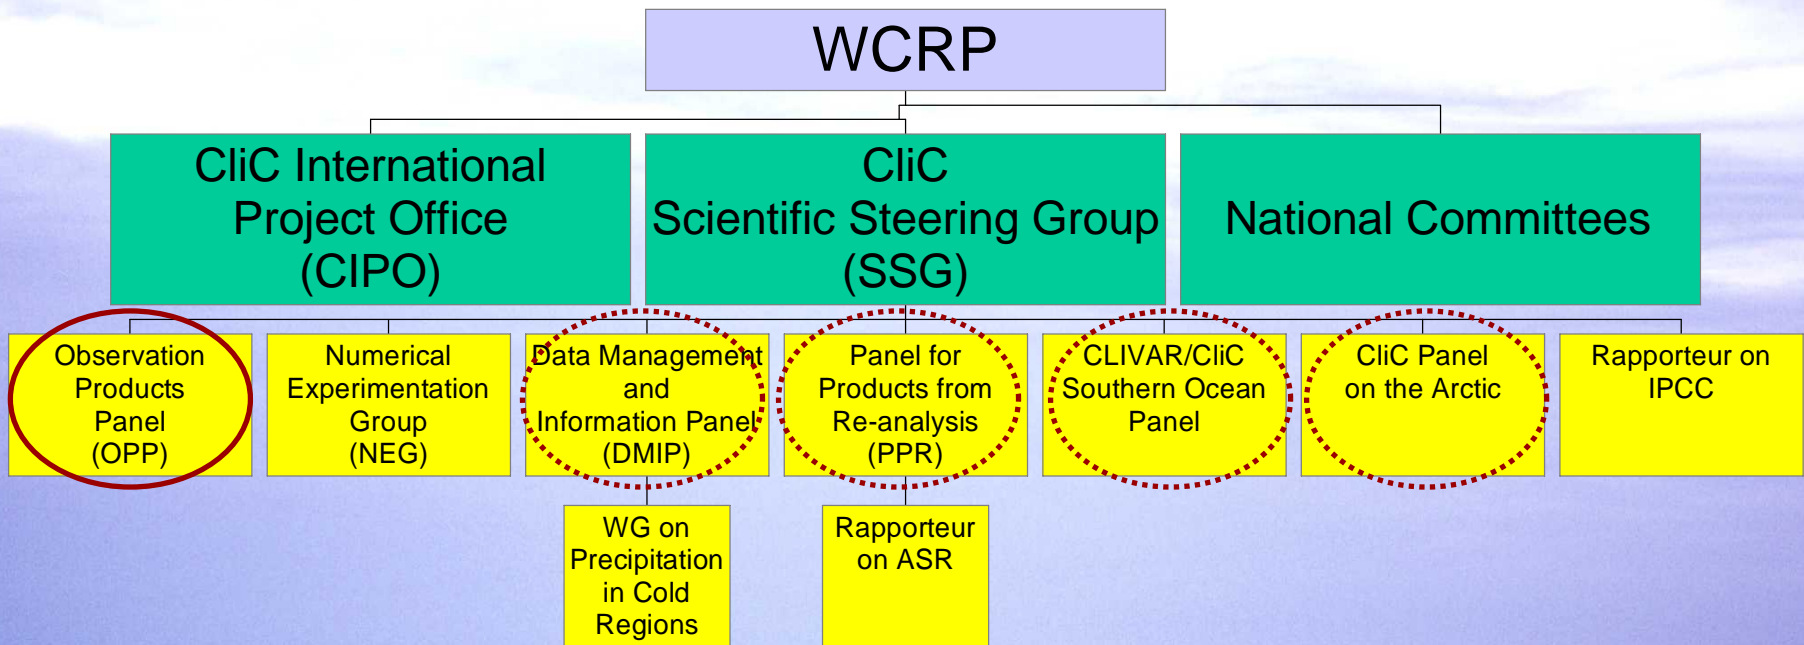 WCRP
CliC International
Project Office
(CIPO)
CliC
Scientific Steering Group
(SSG)
National Committees
Observation
Products
Panel
(OPP)
Numerical
Experimentation
Group
(NEG)
Data Management
and
Information Panel
(DMIP)
Panel for
Products from
Re-analysis
(PPR)
CLIVAR/CliC
Southern Ocean
Panel
CliC Panel
on the Arctic
Rapporteur on
IPCC
WG on
Precipitation
in Cold
Regions
Rapporteur
on ASR